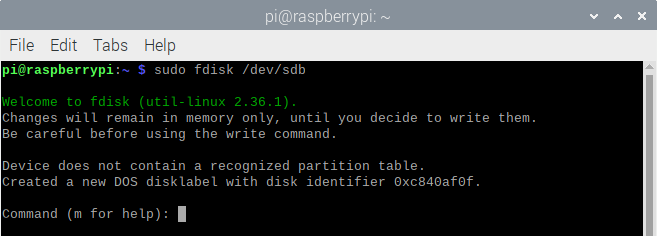 pi@raspberrypi: ~
File Edit Tabs Help
pi@raspberrypi:~ $ sudo fdisk /dev/sdb
Welcome to fdisk (util-linux 2.36.1).
Changes will remain in memory only, until you decide to write them.
Be careful before using the write command.
Device does not contain a recognized partition table.
Created a new DOS disklabel with disk identifier 0xc840af0f.
Command (m for help):